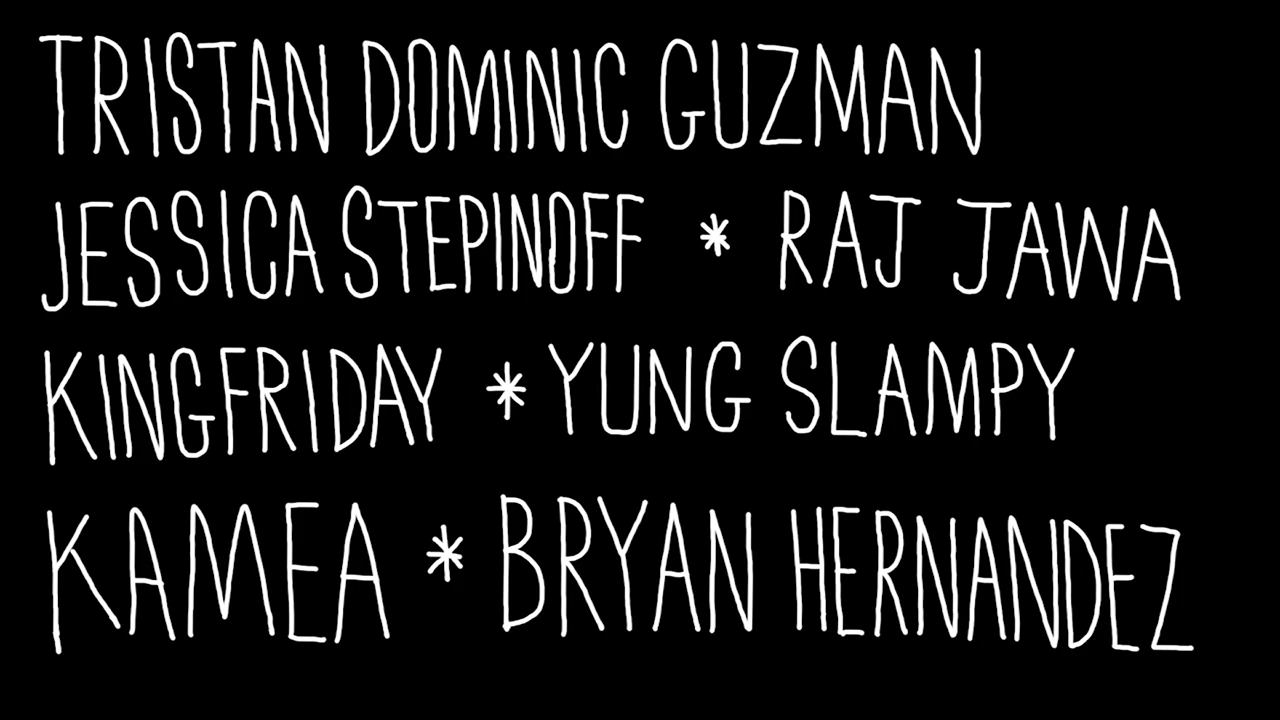 TRISTAN DOMINIC GUZMAN
JESSICA STEPINOFF * RAJ JAWA
KINGFRIDAY * YUNG SLAMPY
KAMEA * BRYAN HERNANDEZ